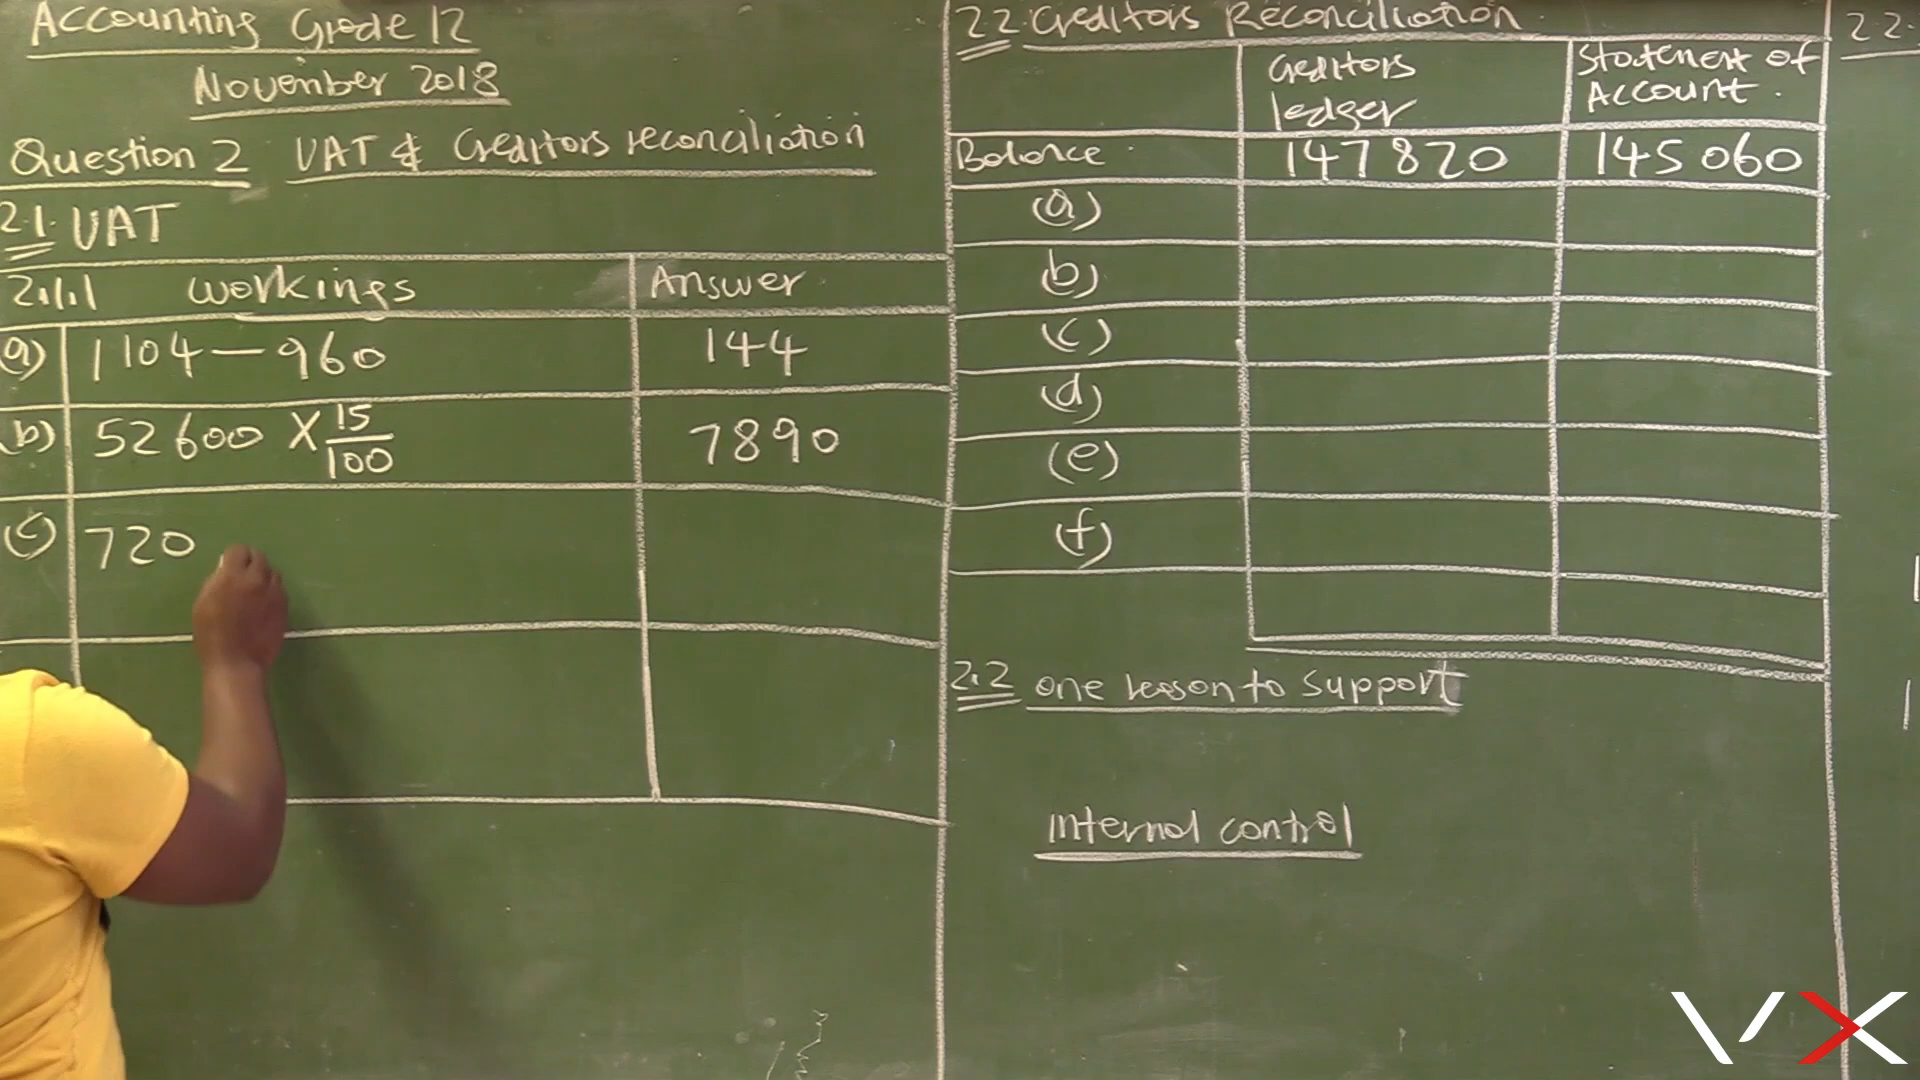 Accounting Grade 12
November 2018
Question 2 VAT & Creditors reconciliation
2.1. VAT
2.1.1 workings Answer
(a) 1104 — 960 144
(b) 52600 X 15/100 7890
(c) 720
2.2 Creditors Reconciliation
Creditors ledger Statement of Account.
Balance 147820 145060
(a)
(b)
(c)
(d)
(e)
(f)
2.2 one reason to support
Internal control
2.2.
VX